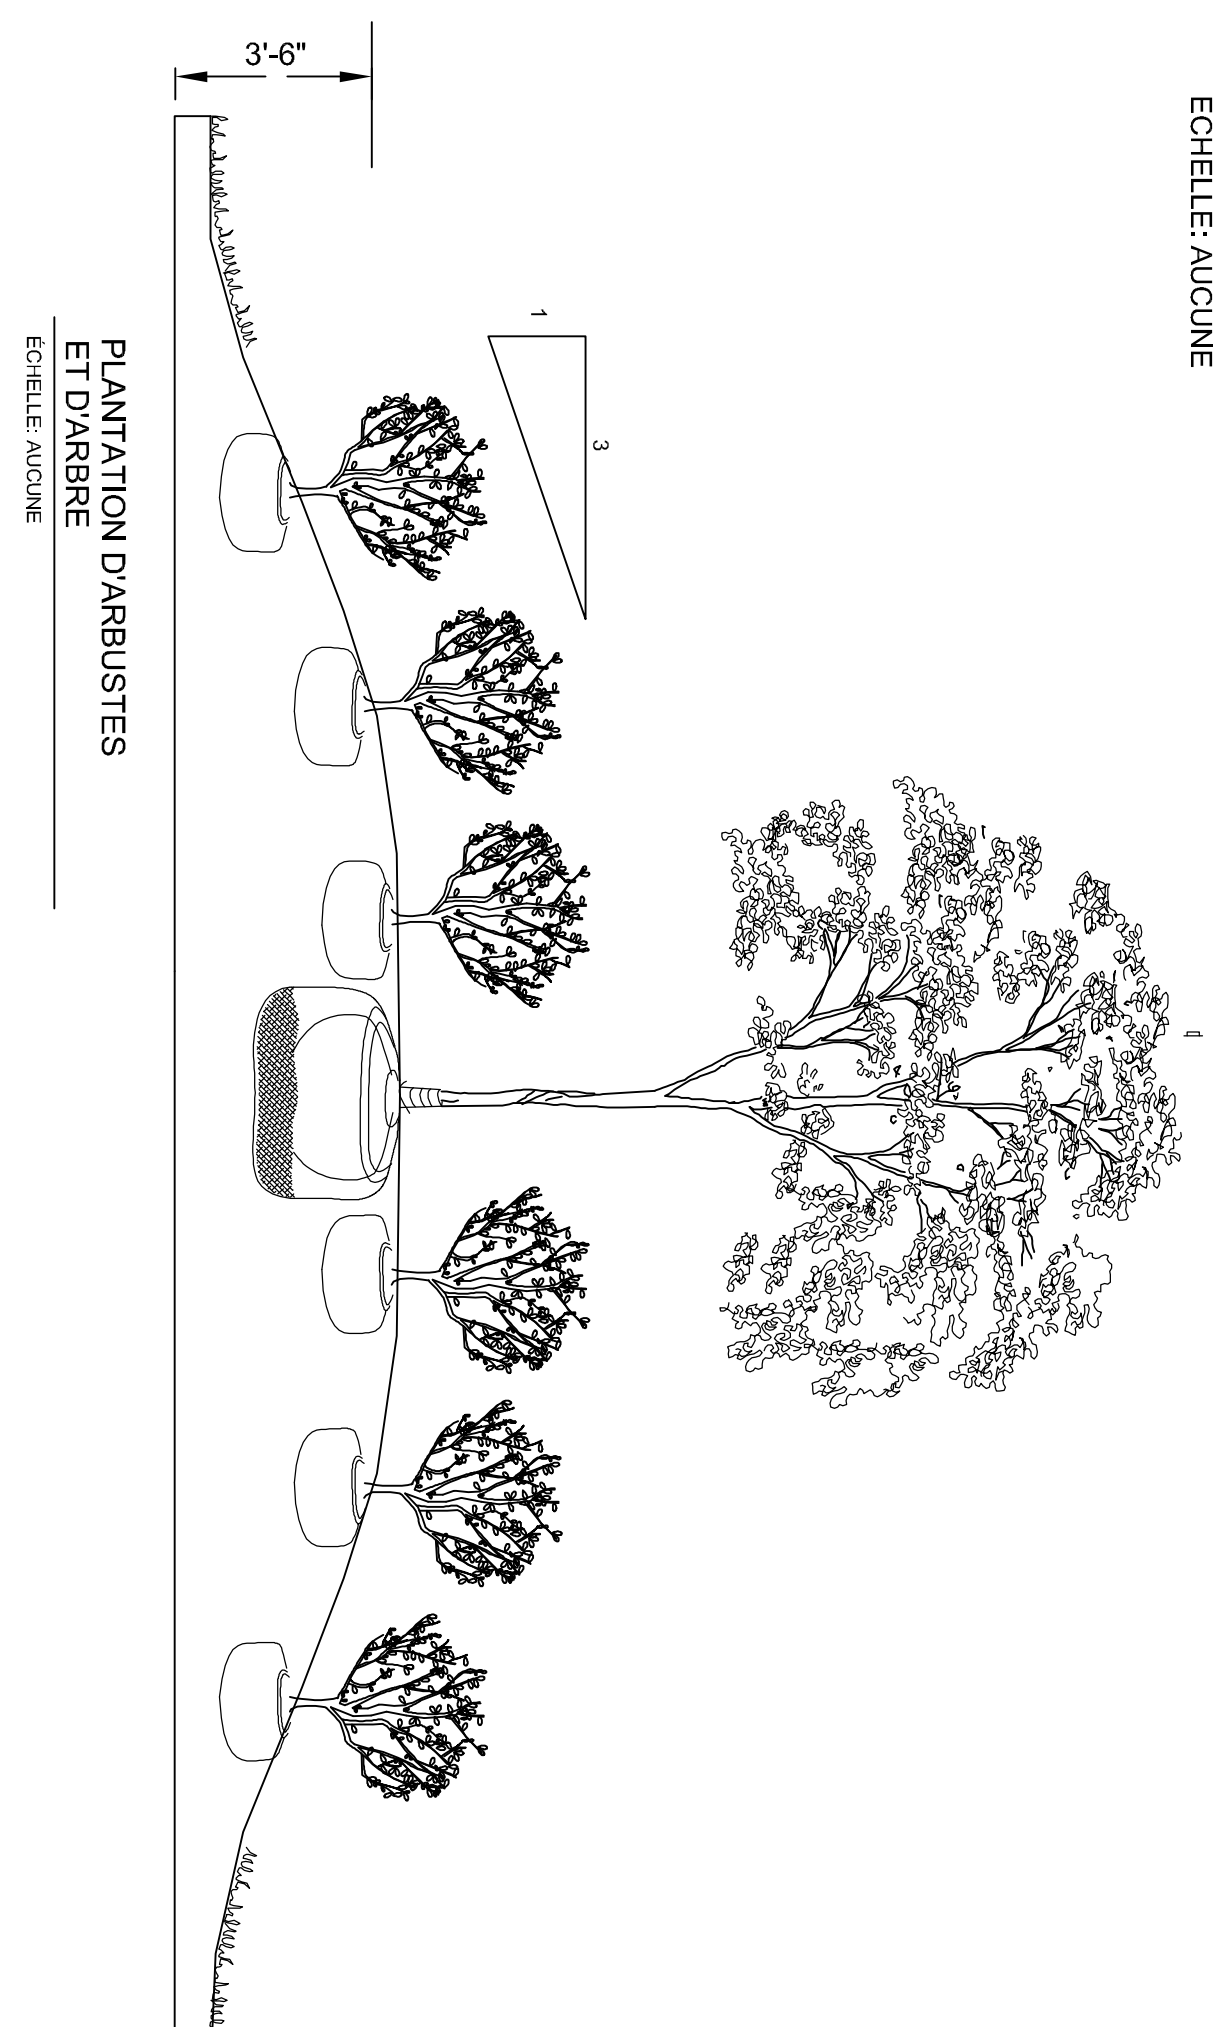 ECHELLE: AUCUNE
3'-6"
1
3
PLANTATION D'ARBUSTES
ET D'ARBRE
ÉCHELLE: AUCUNE